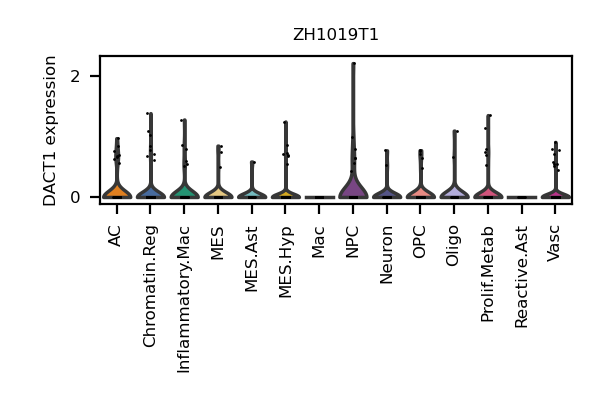 ZH1019T1
DACT1 expression
2
0
AC
Chromatin.Reg
Inflammatory.Mac
MES
MES.Ast
MES.Hyp
Mac
NPC
Neuron
OPC
Oligo
Prolif.Metab
Reactive.Ast
Vasc